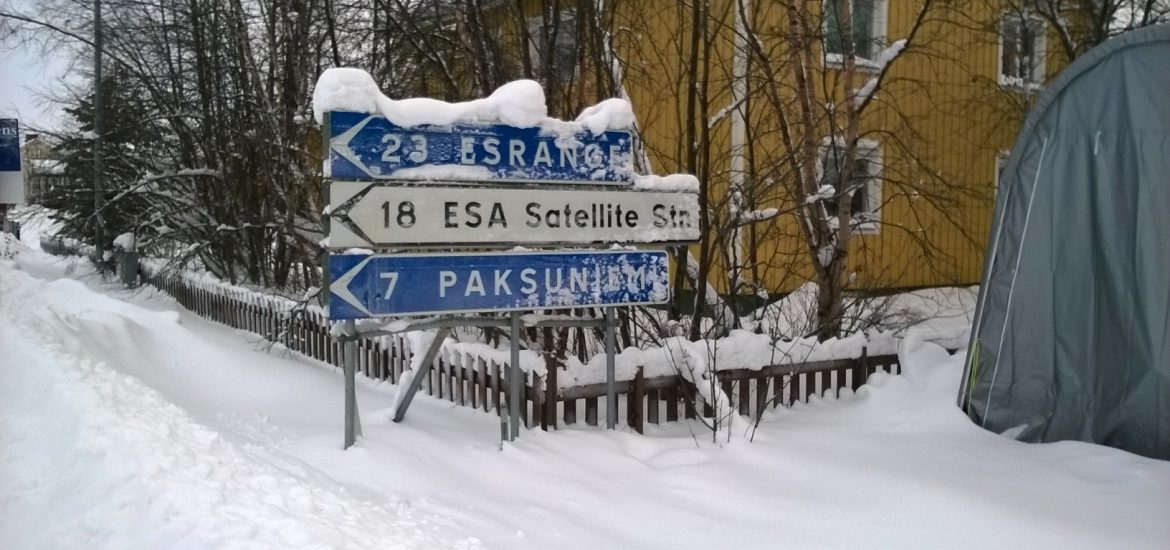 23 ESRANGE
18 ESA Satellite Stn
7 PAKSUNIEMI